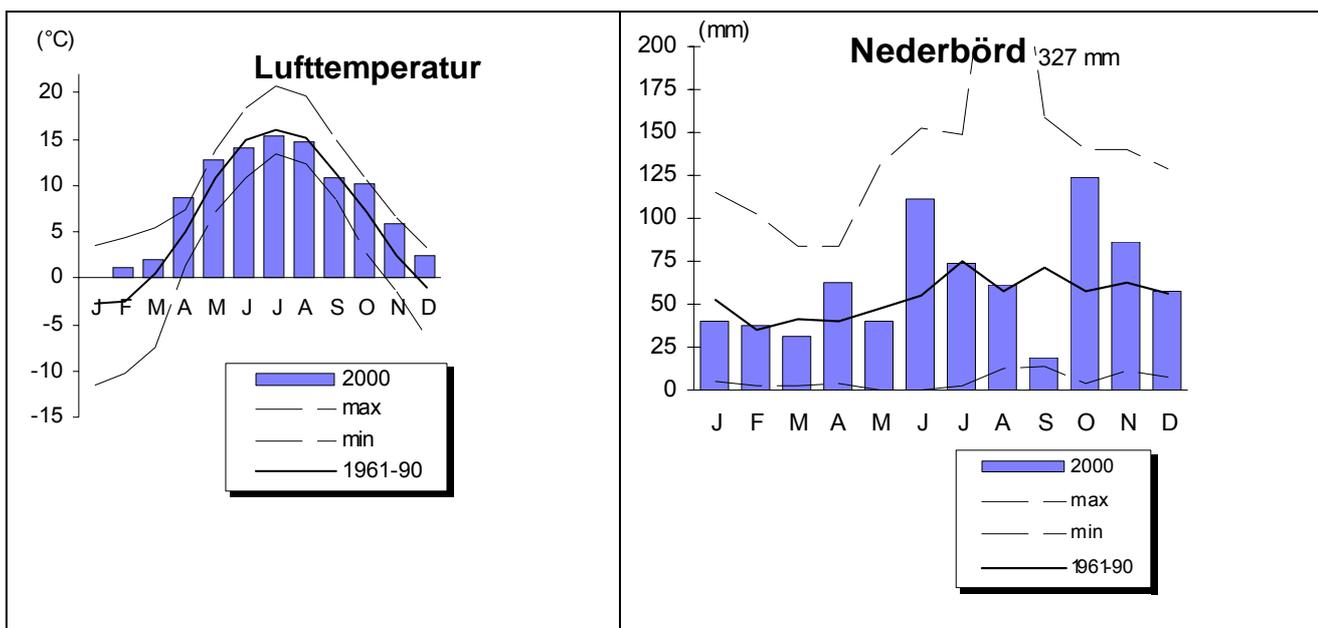 (°C)
Lufttemperatur
20
15
10
5
0
-5
-10
-15
J F M A M J J A S O N D
2000
max
min
1961-90
(mm)
Nederbörd
327 mm
200
175
150
125
100
75
50
25
0
J F M A M J J A S O N D
2000
max
min
1961-90